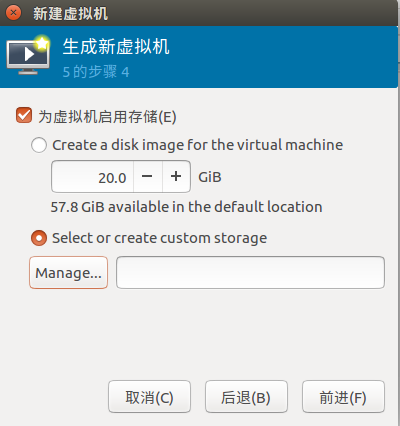 新建虚拟机
生成新虚拟机
5 的步骤 4
为虚拟机启用存储(E)
Create a disk image for the virtual machine
20.0 − + GiB
57.8 GiB available in the default location
Select or create custom storage
Manage...
取消(C) 后退(B) 前进(F)